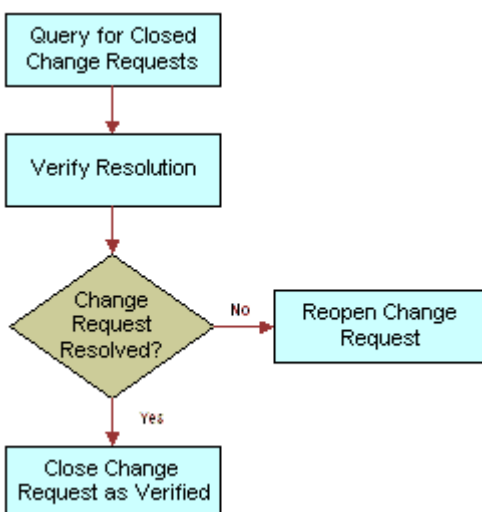 Query for Closed
Change Requests
Verify Resolution
Change
Request
Resolved?
No
Reopen Change
Request
Yes
Close Change
Request as Verified